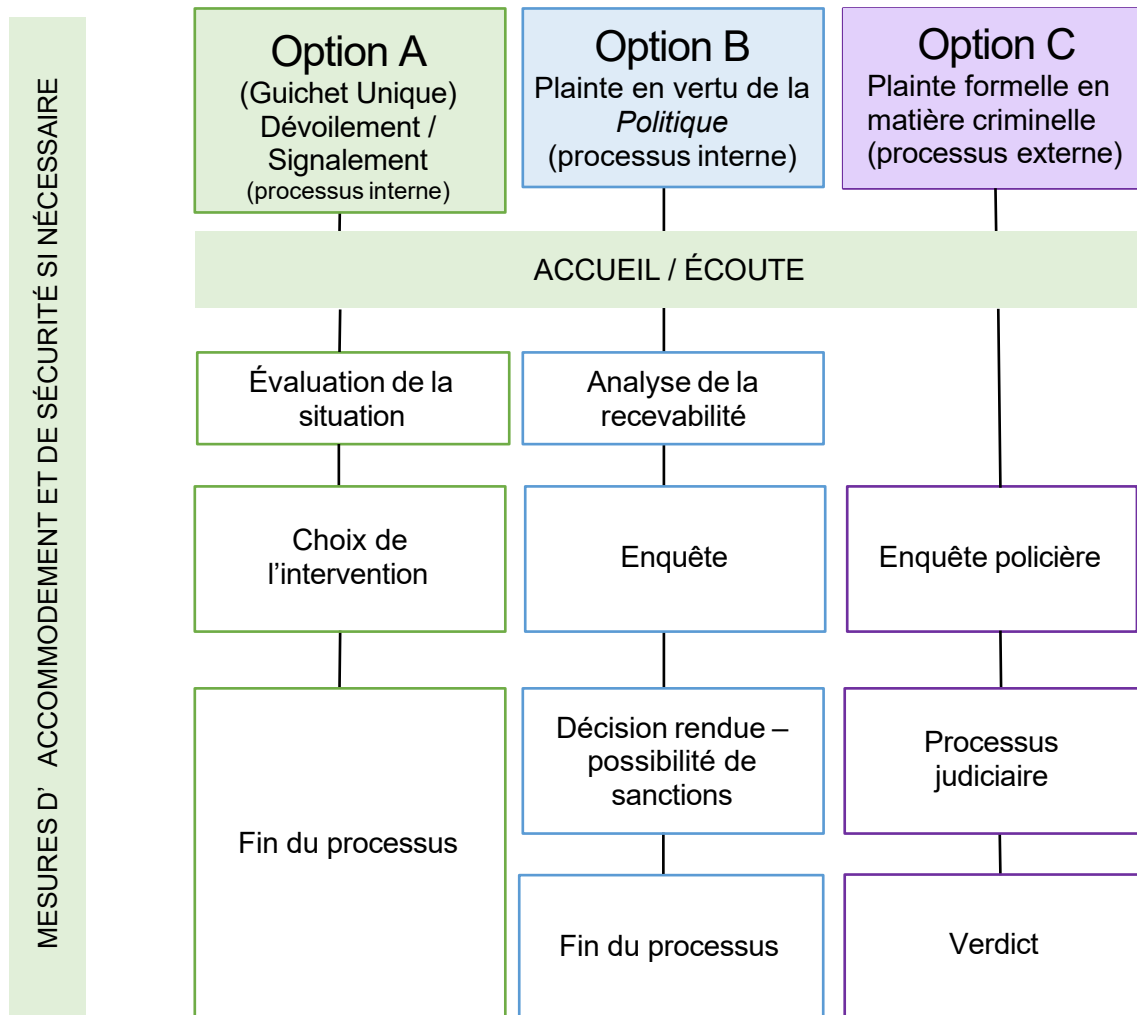 MESURES D’ ACCOMMODEMENT ET DE SÉCURITÉ SI NÉCESSAIRE
Option A
(Guichet Unique)
Dévoilement /
Signalement
(processus interne)
Option B
Plainte en vertu de la
Politique
(processus interne)
Option C
Plainte formelle en
matière criminelle
(processus externe)
ACCUEIL / ÉCOUTE
Évaluation de la
situation
Analyse de la
recevabilité
Choix de
l’intervention
Enquête
Enquête policière
Fin du processus
Décision rendue –
possibilité de
sanctions
Processus
judiciaire
Fin du processus
Verdict